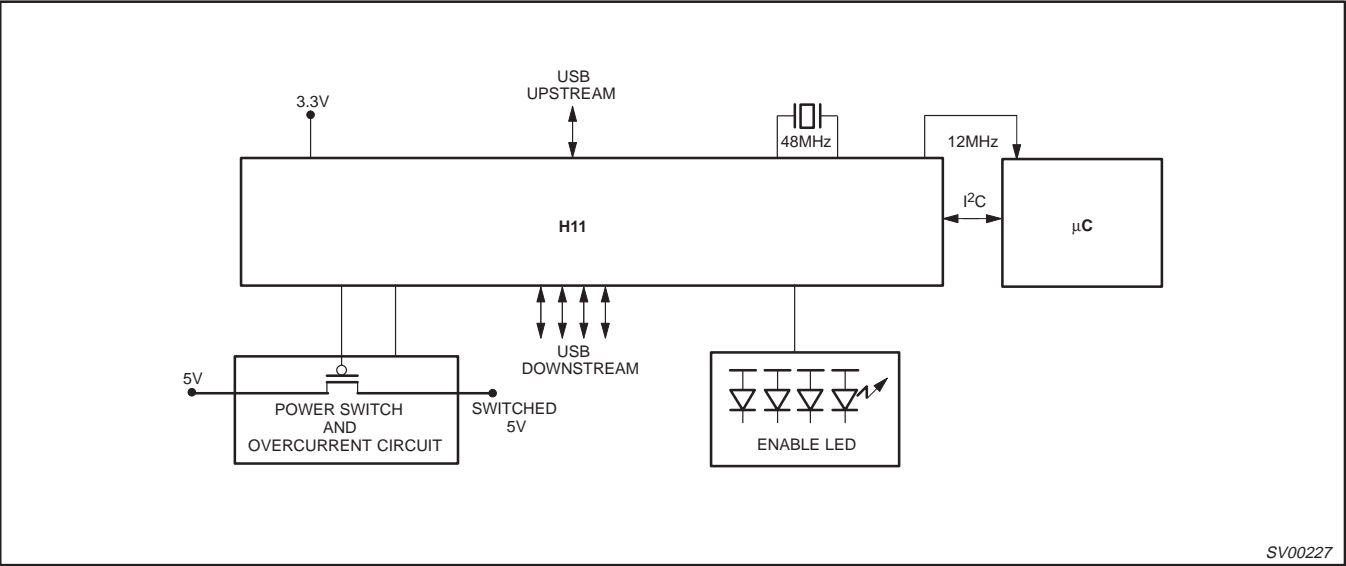 USB
UPSTREAM
3.3V
48MHz
12MHz
I²C
H11
μC
USB
DOWNSTREAM
5V
SWITCHED
5V
POWER SWITCH
AND
OVERCURRENT CIRCUIT
ENABLE LED
SV00227